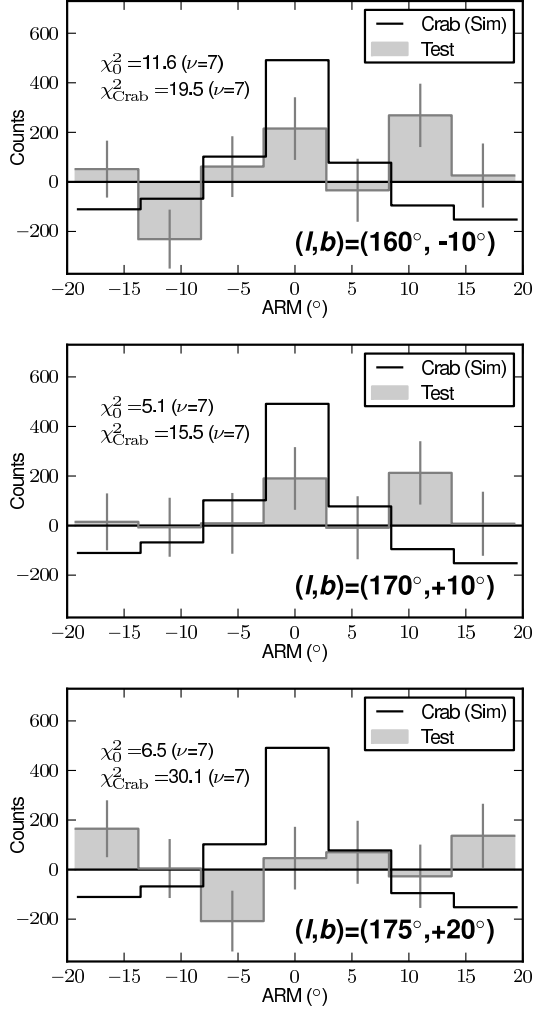 600
400
200
0
−200
Counts
Crab (Sim)
Test
χ₀²=11.6 (ν=7)
χ²Crab=19.5 (ν=7)
(l,b)=(160°, -10°)
−20 −15 −10 −5 0 5 10 15 20
ARM (°)
600
400
200
0
−200
Counts
Crab (Sim)
Test
χ₀²=5.1 (ν=7)
χ²Crab=15.5 (ν=7)
(l,b)=(170°,+10°)
−20 −15 −10 −5 0 5 10 15 20
ARM (°)
600
400
200
0
−200
Counts
Crab (Sim)
Test
χ₀²=6.5 (ν=7)
χ²Crab=30.1 (ν=7)
(l,b)=(175°,+20°)
−20 −15 −10 −5 0 5 10 15 20
ARM (°)